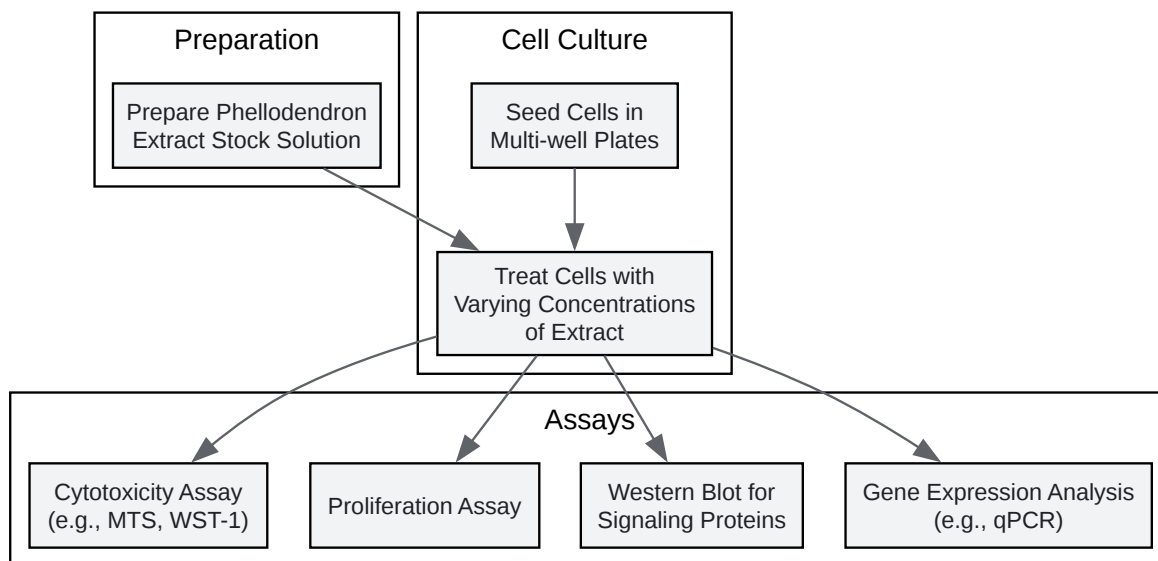 Preparation
Prepare Phellodendron
Extract Stock Solution
Cell Culture
Seed Cells in
Multi-well Plates
Treat Cells with
Varying Concentrations
of Extract
Assays
Cytotoxicity Assay
(e.g., MTS, WST-1)
Proliferation Assay
Western Blot for
Signaling Proteins
Gene Expression Analysis
(e.g., qPCR)